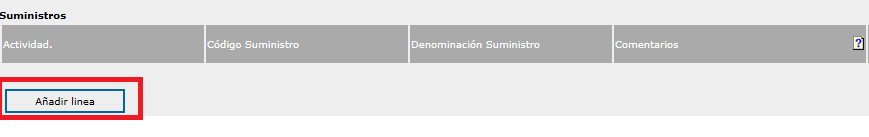 Suministros
Actividad. Código Suministro Denominación Suministro Comentarios ?
Añadir linea